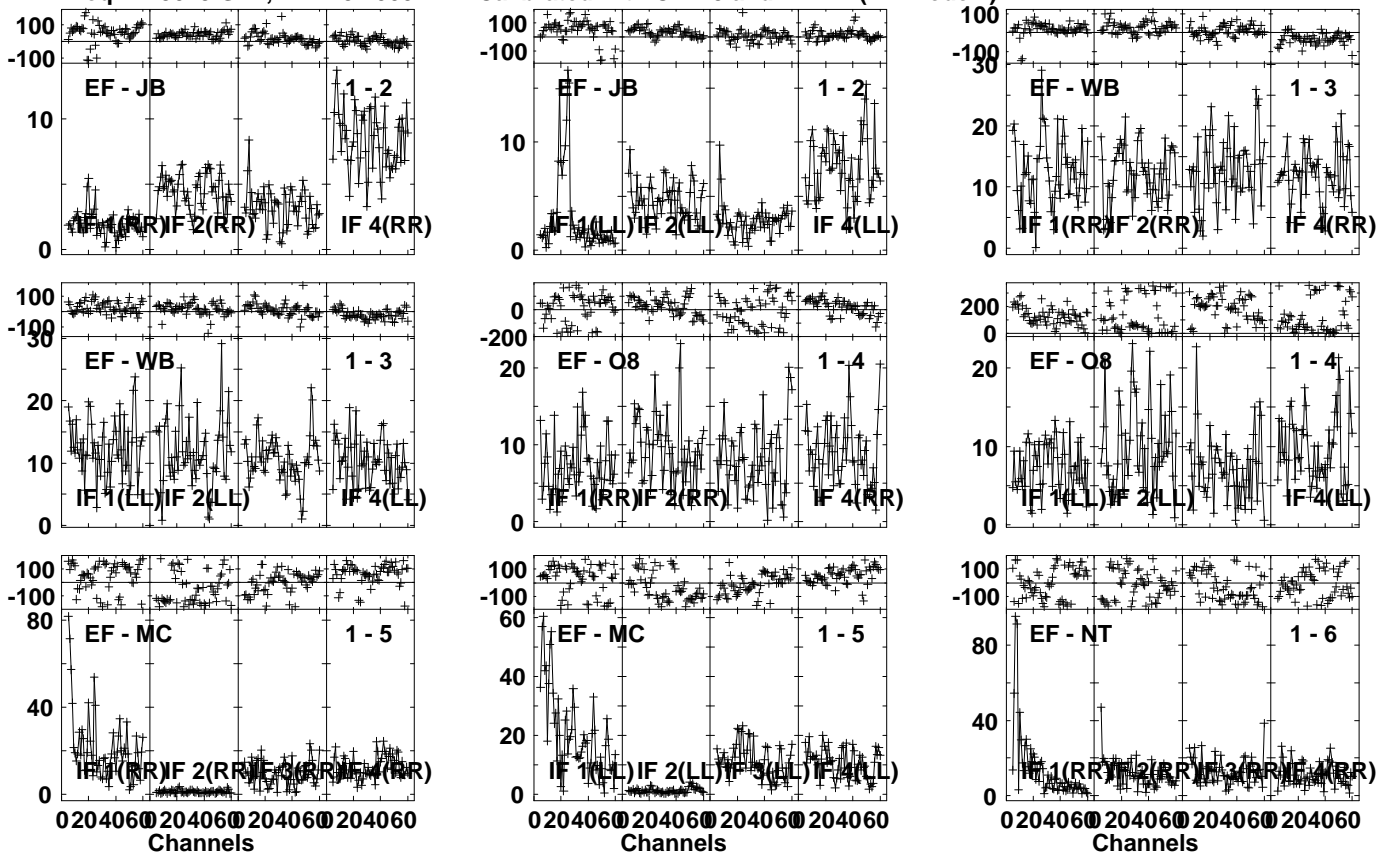 100
-100
EF - JB
1 - 2
10
0
IF 1(RR)
IF 2(RR)
IF 4(RR)
100
-100
EF - JB
1 - 2
10
0
IF 1(LL)
IF 2(LL)
IF 4(LL)
100
-100
30
EF - WB
1 - 3
20
10
0
IF 1(RR)
IF 2(RR)
IF 4(RR)
100
-100
30
EF - WB
1 - 3
20
10
0
IF 1(LL)
IF 2(LL)
IF 4(LL)
0
-200
EF - O8
1 - 4
20
10
0
IF 1(RR)
IF 2(RR)
IF 4(RR)
200
0
EF - O8
1 - 4
20
10
0
IF 1(LL)
IF 2(LL)
IF 4(LL)
100
-100
80
EF - MC
1 - 5
40
0
IF 1(RR)
IF 2(RR)
IF 3(RR)
IF 4(RR)
0 20 40 60 0 20 40 60 0 20 40 60 0 20 40 60
Channels
100
-100
60
EF - MC
1 - 5
40
20
0
IF 1(LL)
IF 2(LL)
IF 3(LL)
IF 4(LL)
0 20 40 60 0 20 40 60 0 20 40 60 0 20 40 60
Channels
100
-100
EF - NT
1 - 6
80
40
0
IF 1(RR)
IF 2(RR)
IF 3(RR)
IF 4(RR)
0 20 40 60 0 20 40 60 0 20 40 60 0 20 40 60
Channels